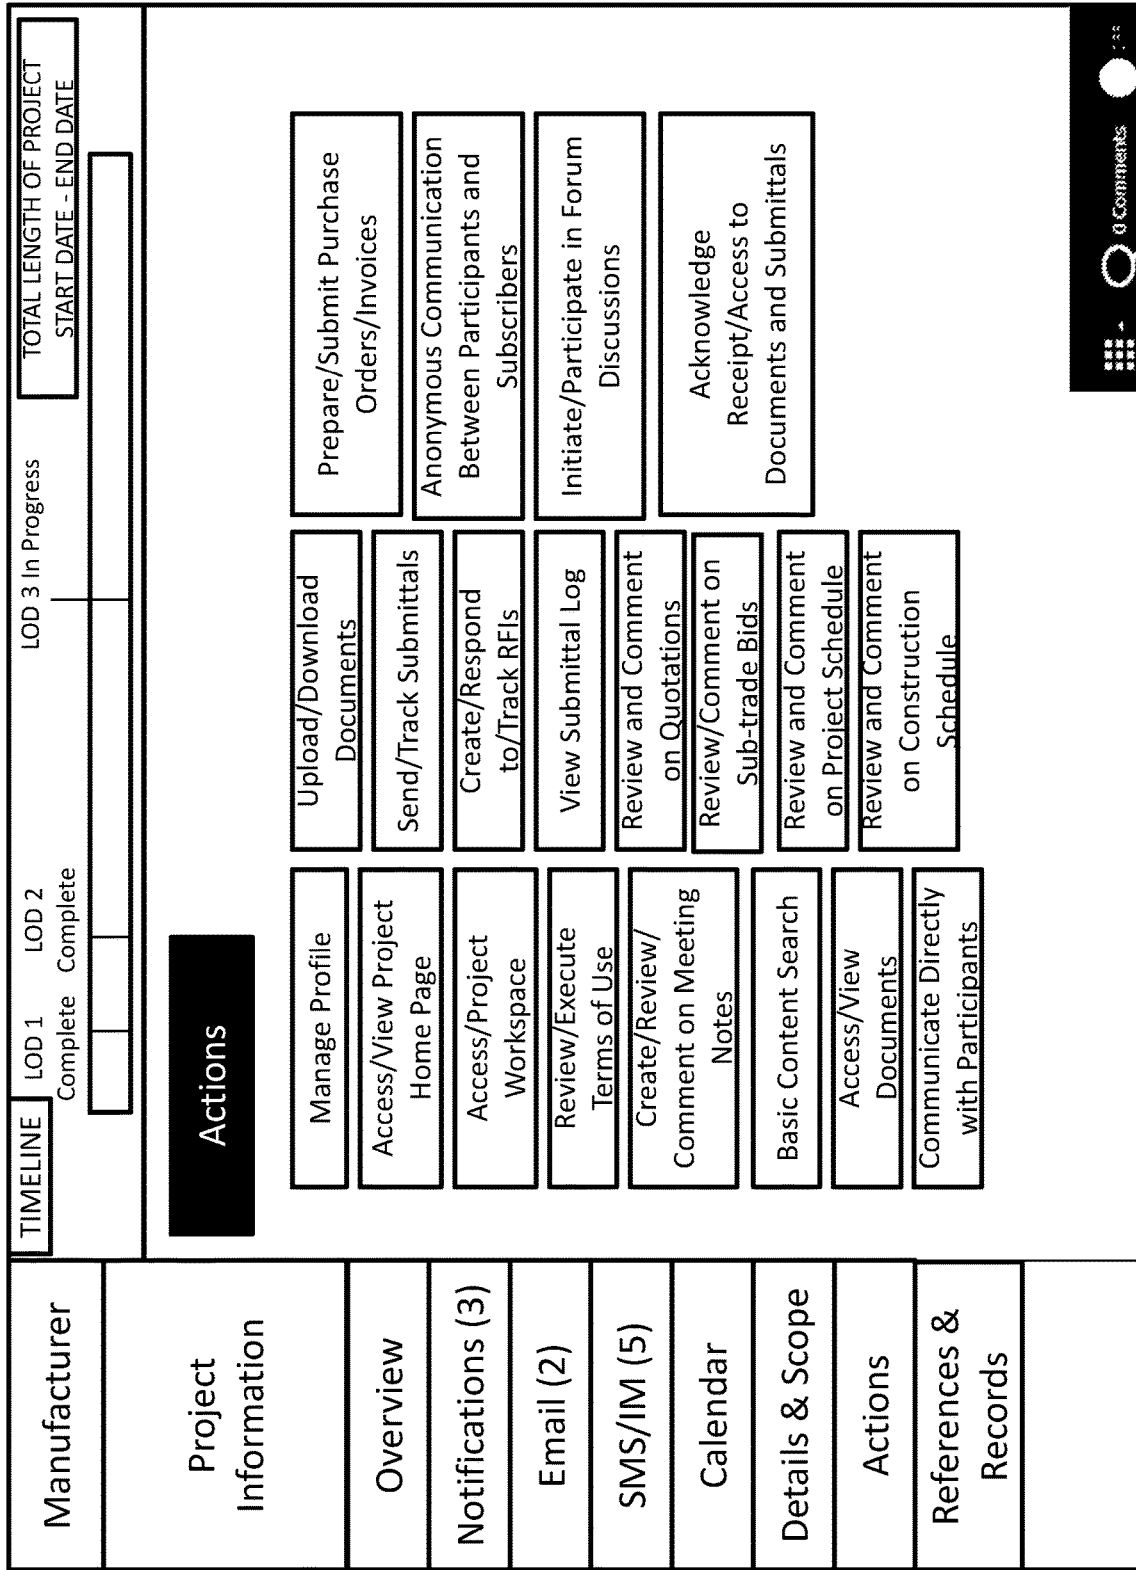 Manufacturer
Project
Information
Overview
Notifications (3)
Email (2)
SMS/IM (5)
Calendar
Details & Scope
Actions
References &
Records
TIMELINE
LOD 1
Complete
LOD 2
Complete
LOD 3 In Progress
TOTAL LENGTH OF PROJECT
START DATE - END DATE
Actions
Manage Profile
Access/View Project
Home Page
Access/Project
Workspace
Review/Execute
Terms of Use
Create/Review/
Comment on Meeting
Notes
Basic Content Search
Access/View
Documents
Communicate Directly
with Participants
Upload/Download
Documents
Send/Track Submittals
Create/Respond
to/Track RFIs
View Submittal Log
Review and Comment
on Quotations
Review/Comment on
Sub-trade Bids
Review and Comment
on Project Schedule
Review and Comment
on Construction
Schedule
Prepare/Submit Purchase
Orders/Invoices
Anonymous Communication
Between Participants and
Subscribers
Initiate/Participate in Forum
Discussions
Acknowledge
Receipt/Access to
Documents and Submittals
0 Comments